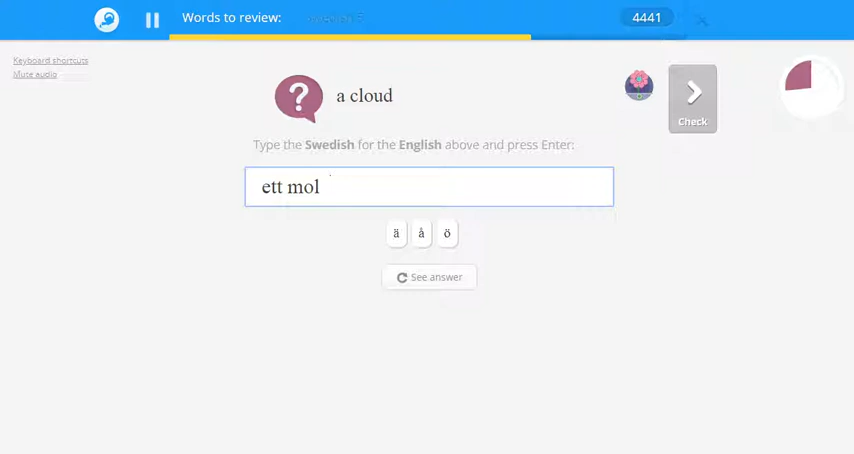 Words to review:
4441
Keyboard shortcuts
Mute audio
?
a cloud
Check
Type the Swedish for the English above and press Enter:
ett mol
ä å ö
See answer